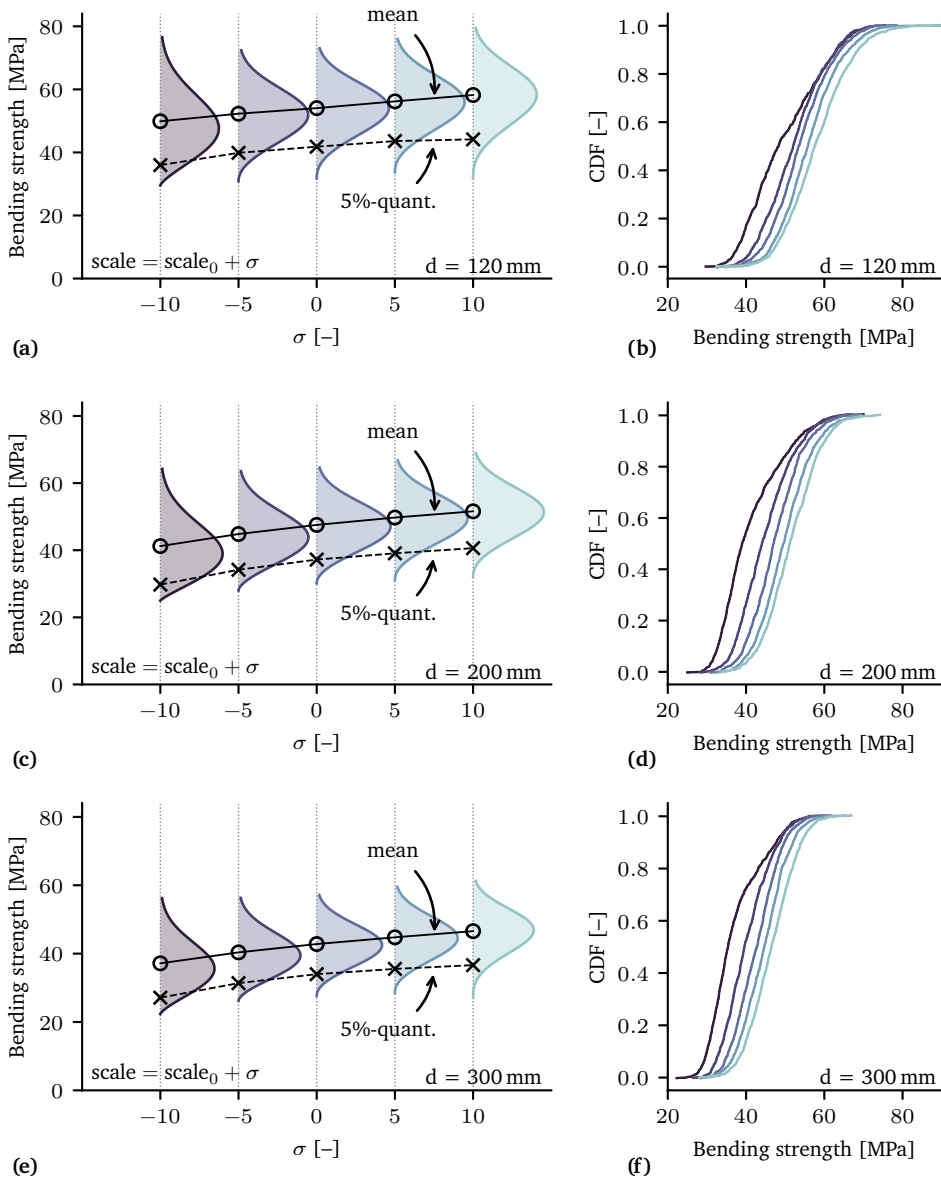 80
60
40
20
0
Bending strength [MPa]
mean
5%-quant.
scale = scale₀ + σ
d = 120 mm
−10 −5 0 5 10
σ [–]
(a)
1.0
0.8
0.6
0.4
0.2
0.0
CDF [–]
d = 120 mm
20 40 60 80
Bending strength [MPa]
(b)
80
60
40
20
0
Bending strength [MPa]
mean
5%-quant.
scale = scale₀ + σ
d = 200 mm
−10 −5 0 5 10
σ [–]
(c)
1.0
0.8
0.6
0.4
0.2
0.0
CDF [–]
d = 200 mm
20 40 60 80
Bending strength [MPa]
(d)
80
60
40
20
0
Bending strength [MPa]
mean
5%-quant.
scale = scale₀ + σ
d = 300 mm
−10 −5 0 5 10
σ [–]
(e)
1.0
0.8
0.6
0.4
0.2
0.0
CDF [–]
d = 300 mm
20 40 60 80
Bending strength [MPa]
(f)